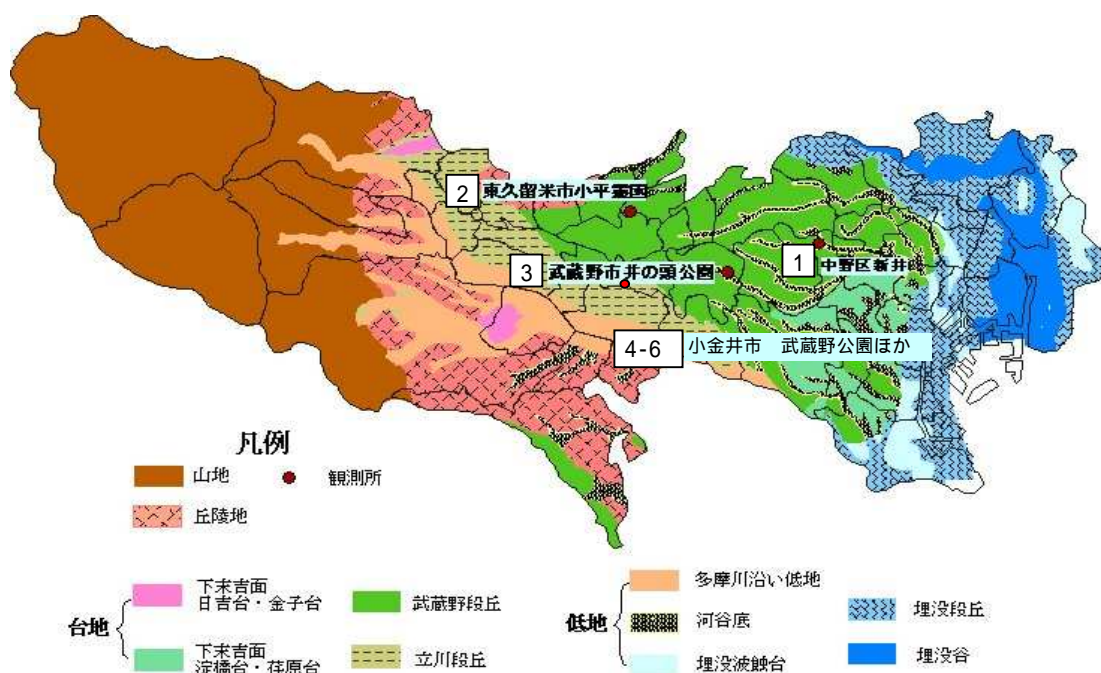 2 東久留米市小平霊園
3 武蔵野市井の頭公園
1 中野区新井
4-6 小金井市 武蔵野公園ほか
凡例
山地
観測所
丘陵地
台地
下末吉面
日吉台・金子台
武蔵野段丘
下末吉面
淀橋台・荏原台
立川段丘
低地
多摩川沿い低地
河谷底
埋没波蝕台
埋没段丘
埋没谷